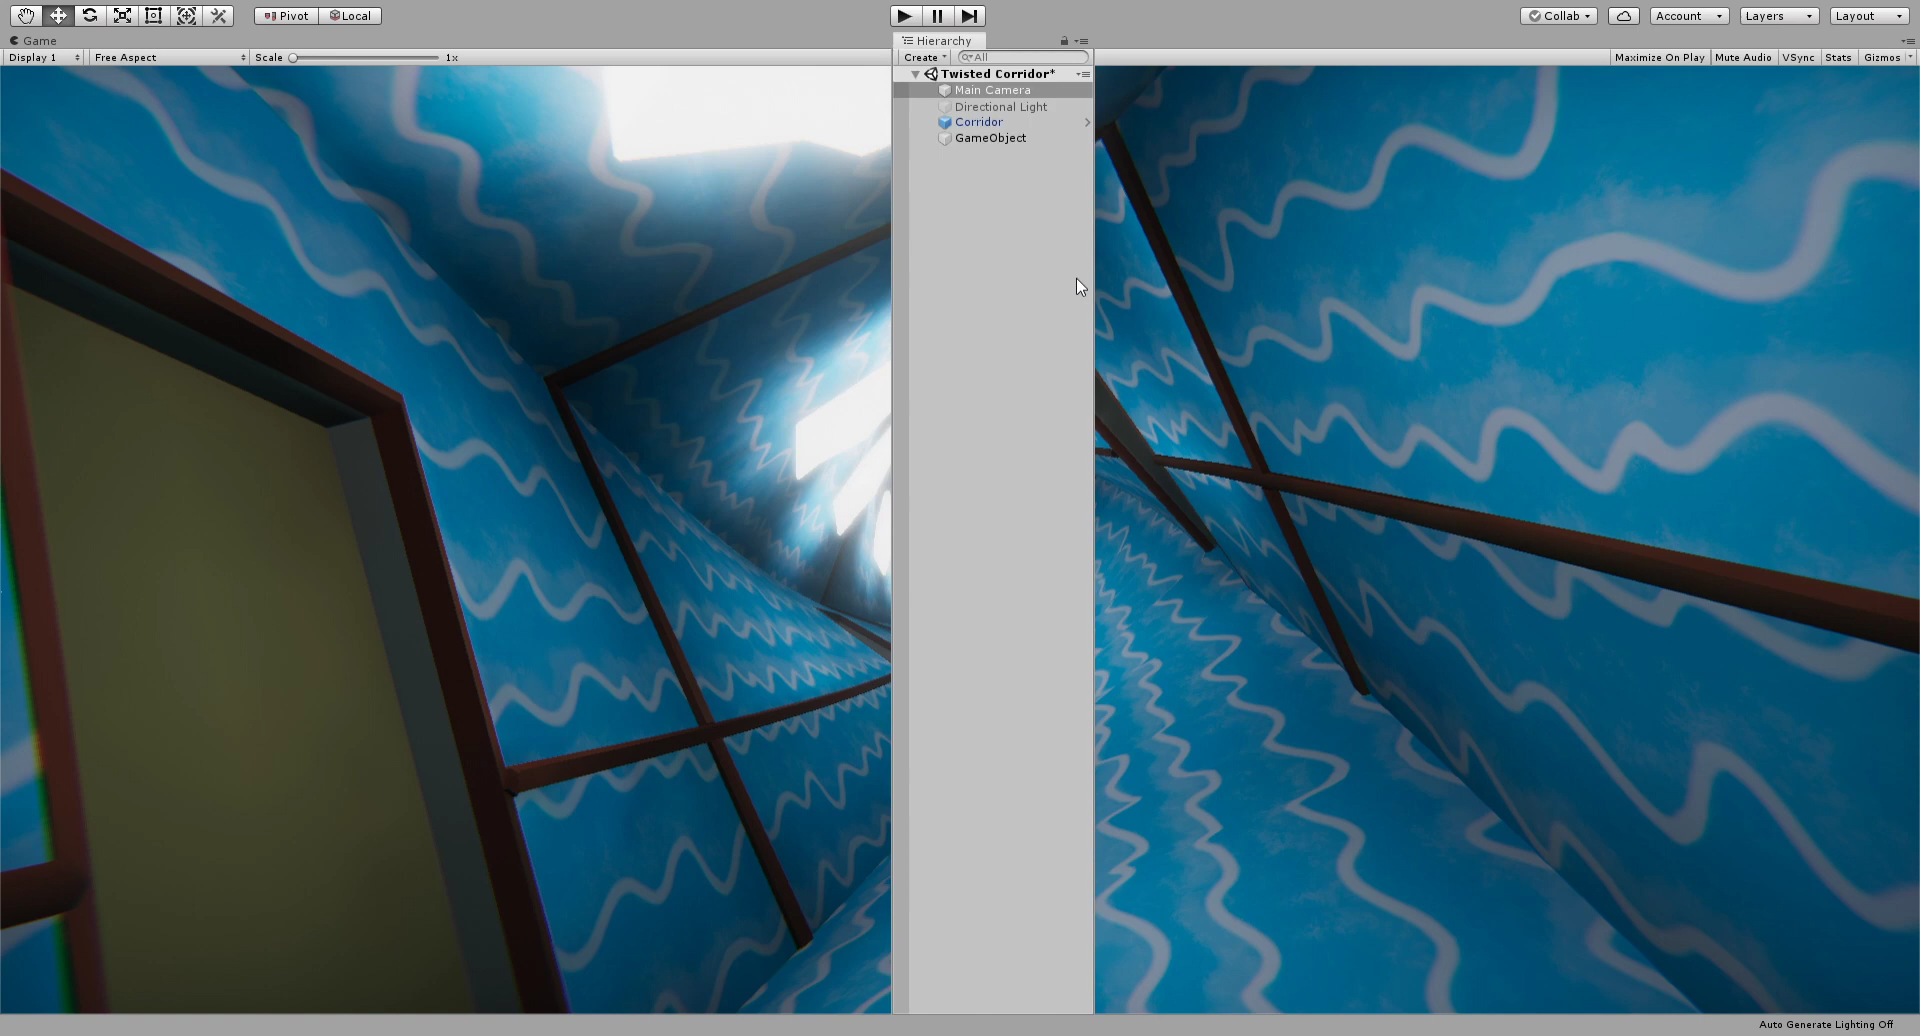 Pivot Local Collab Account Layers Layout
Game
Hierarchy
Display 1 Free Aspect Scale 1x
Create All
Maximize On Play Mute Audio VSync Stats Gizmos
Twisted Corridor*
Main Camera
Directional Light
Corridor
GameObject
Auto Generate Lighting Off